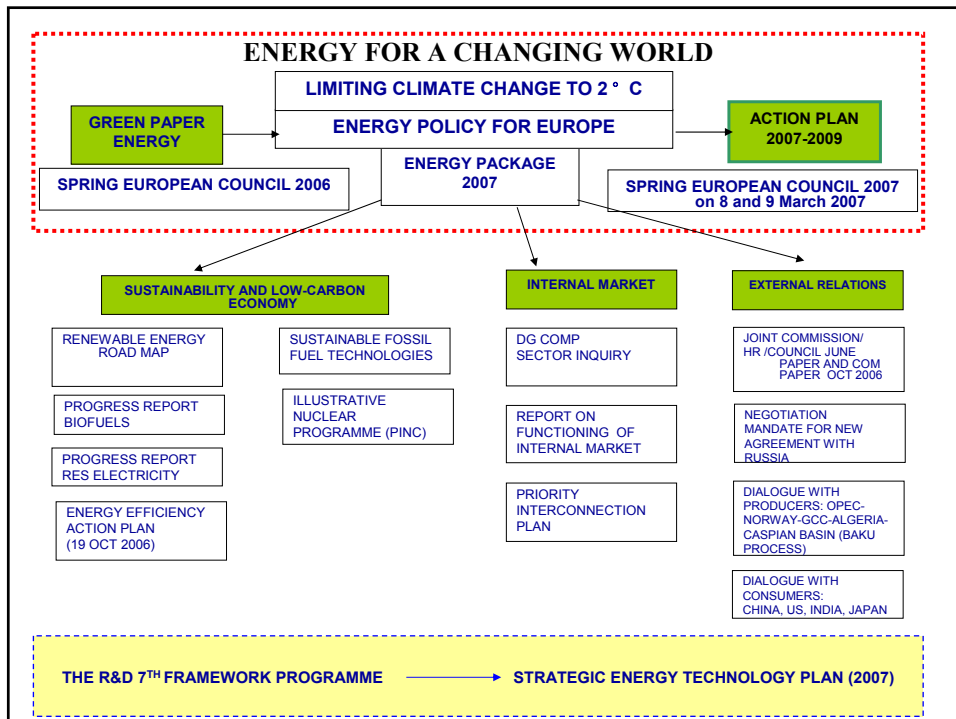 ENERGY FOR A CHANGING WORLD
LIMITING CLIMATE CHANGE TO 2° C
GREEN PAPER
ENERGY
ENERGY POLICY FOR EUROPE
ACTION PLAN
2007-2009
ENERGY PACKAGE
2007
SPRING EUROPEAN COUNCIL 2006
SPRING EUROPEAN COUNCIL 2007
on 8 and 9 March 2007
SUSTAINABILITY AND LOW-CARBON
ECONOMY
RENEWABLE ENERGY
ROAD MAP
PROGRESS REPORT
BIOFUELS
PROGRESS REPORT
RES ELECTRICITY
ENERGY EFFICIENCY
ACTION PLAN
(19 OCT 2006)
SUSTAINABLE FOSSIL
FUEL TECHNOLOGIES
ILLUSTRATIVE
NUCLEAR
PROGRAMME (PINC)
INTERNAL MARKET
DG COMP
SECTOR INQUIRY
REPORT ON
FUNCTIONING OF
INTERNAL MARKET
PRIORITY
INTERCONNECTION
PLAN
EXTERNAL RELATIONS
JOINT COMMISSION/
HR /COUNCIL JUNE
PAPER AND COM
PAPER OCT 2006
NEGOTIATION
MANDATE FOR NEW
AGREEMENT WITH
RUSSIA
DIALOGUE WITH
PRODUCERS: OPEC-
NORWAY-GCC-ALGERIA-
CASPIAN BASIN (BAKU
PROCESS)
DIALOGUE WITH
CONSUMERS:
CHINA, US, INDIA, JAPAN
THE R&D 7TH FRAMEWORK PROGRAMME
STRATEGIC ENERGY TECHNOLOGY PLAN (2007)